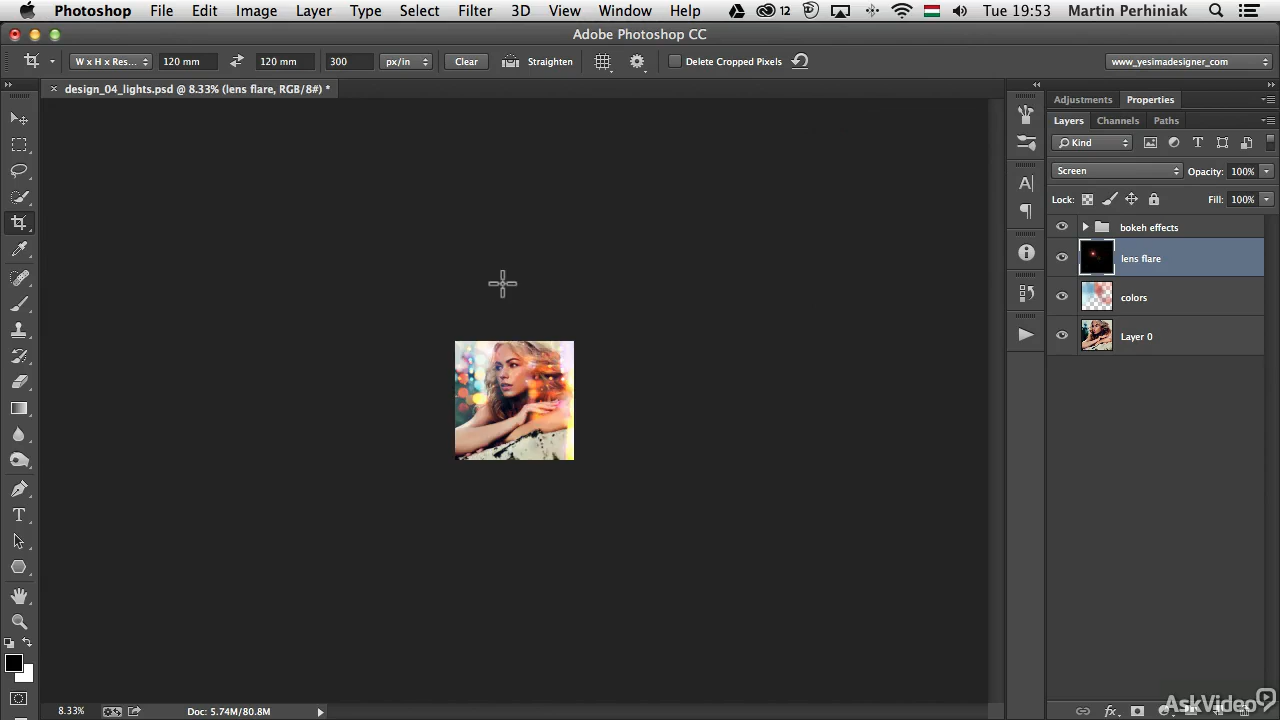 Photoshop File Edit Image Layer Type Select Filter 3D View Window Help 12 Tue 19:53 Martin Perhiniak
Adobe Photoshop CC
W x H x Res... 120 mm 120 mm 300 px/in Clear Straighten Delete Cropped Pixels www_yesimadesigner_com
× design_04_lights.psd @ 8.33% (lens flare, RGB/8#) *
Adjustments Properties
Layers Channels Paths
Kind
Screen Opacity: 100%
Lock: Fill: 100%
bokeh effects
lens flare
colors
Layer 0
8.33% Doc: 5.74M/80.8M
AskVideo